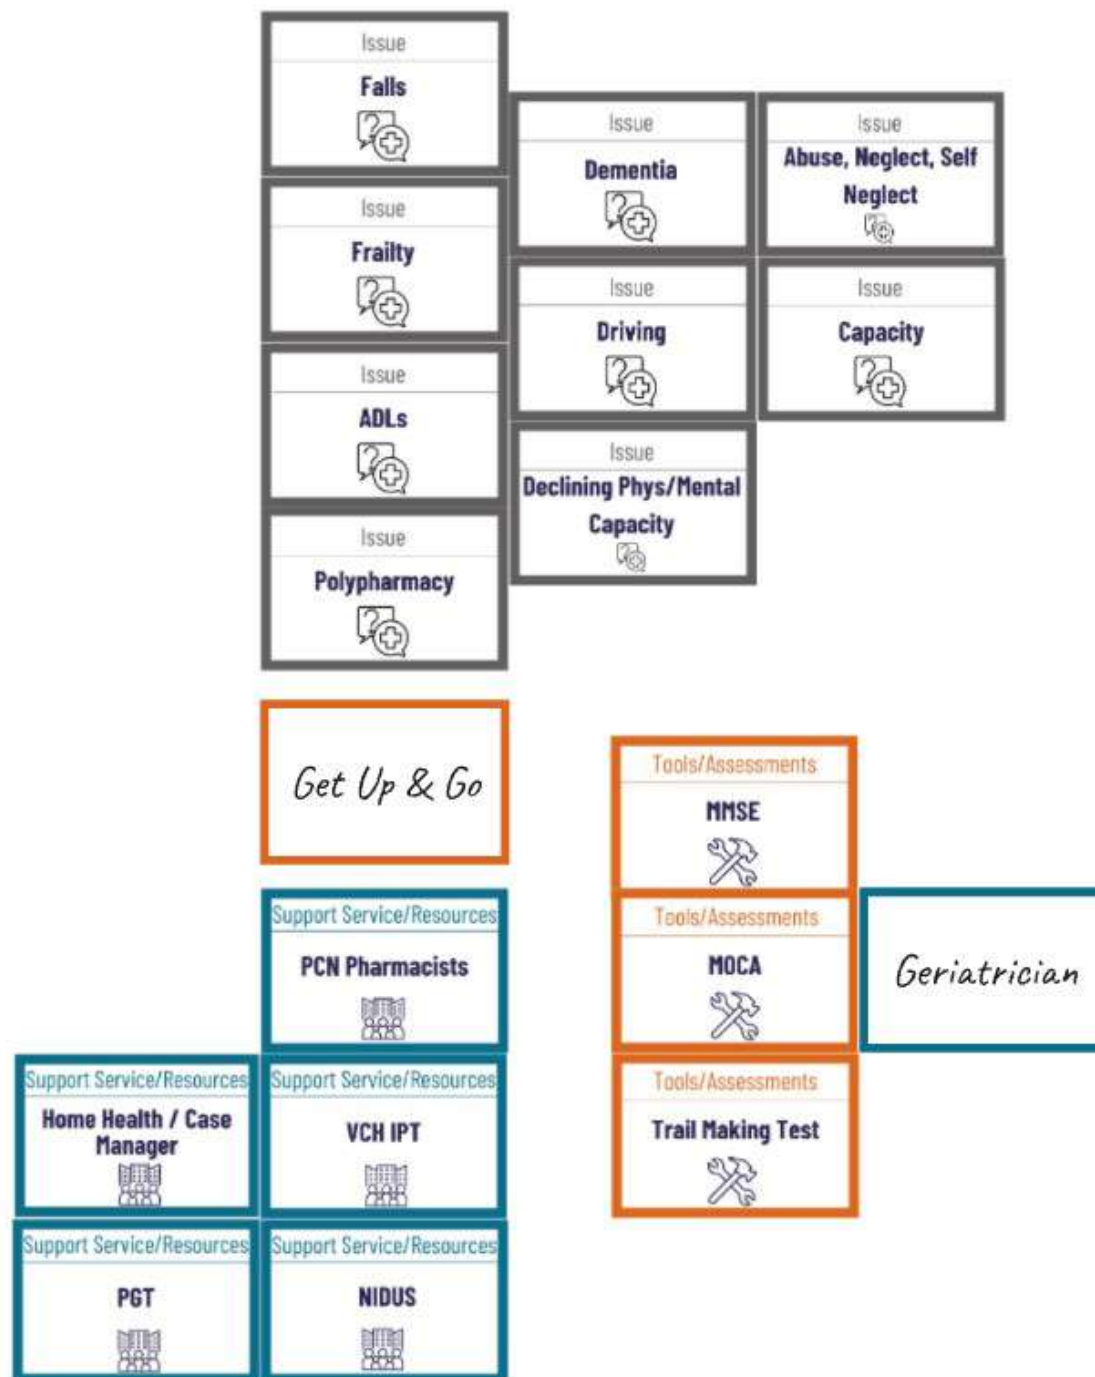 Issue
Falls
Issue
Frailty
Issue
ADLs
Issue
Polypharmacy
Issue
Dementia
Issue
Driving
Issue
Declining Phys/Mental
Capacity
Issue
Abuse, Neglect, Self
Neglect
Issue
Capacity
Get Up & Go
Support Service/Resources
PCN Pharmacists
Support Service/Resources
Home Health / Case
Manager
Support Service/Resources
VCH IPT
Support Service/Resources
PGT
Support Service/Resources
NIDUS
Tools/Assessments
MMSE
Tools/Assessments
MOCA
Tools/Assessments
Trail Making Test
Geriatrician